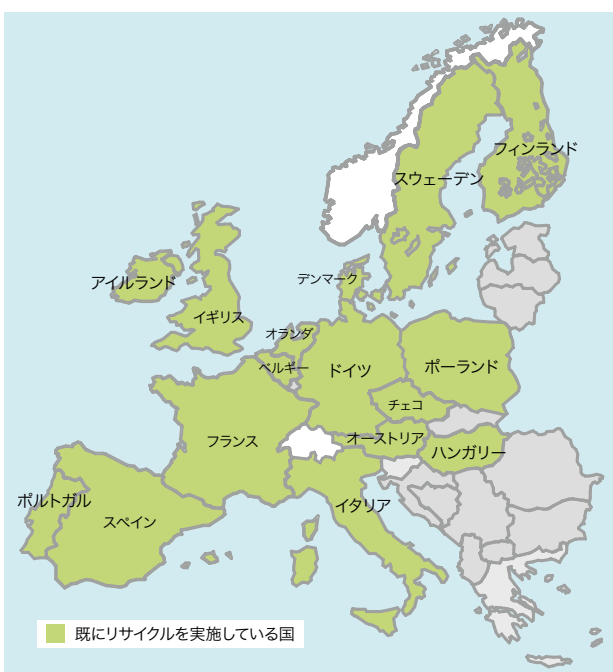 フィンランド
スウェーデン
デンマーク
アイルランド
イギリス
オランダ
ベルギー
ドイツ
ポーランド
チェコ
オーストリア
フランス
ハンガリー
ポルトガル
イタリア
スペイン
既にリサイクルを実施している国